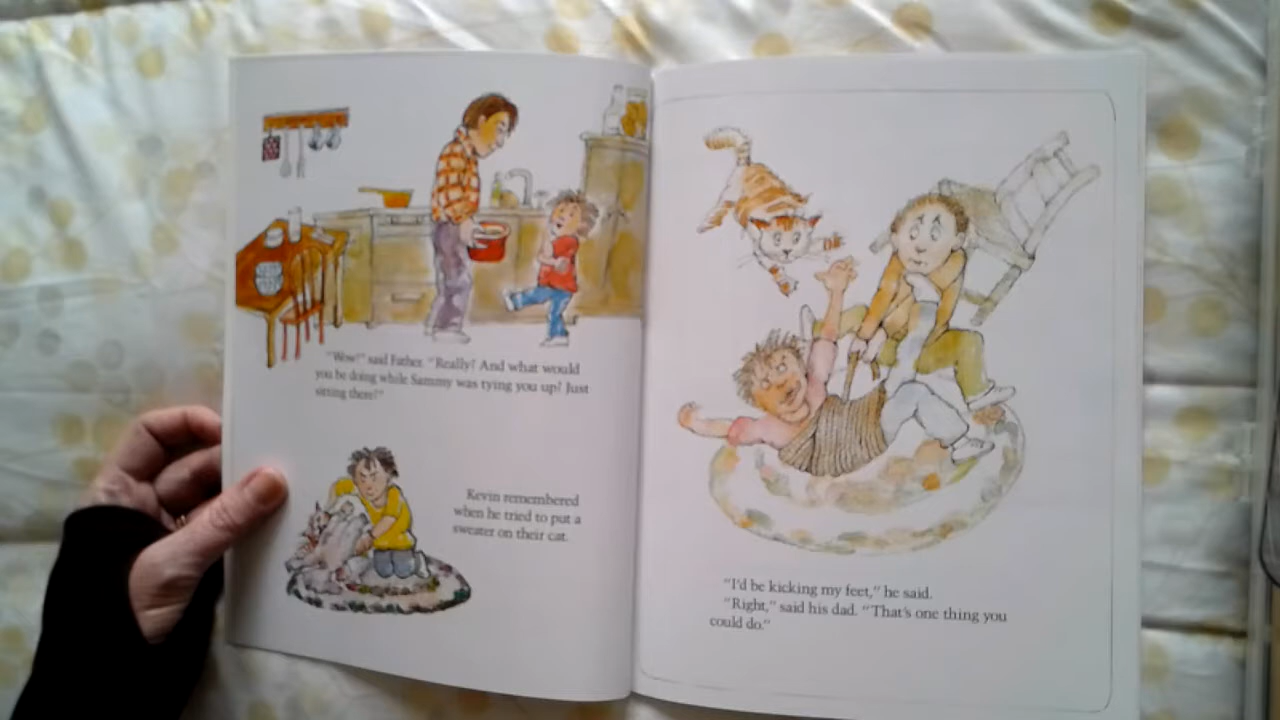 "Wow!" said Father. "Really? And what would
you be doing while Sammy was tying you up? Just
sitting there?"
Kevin remembered
when he tried to put a
sweater on their cat.
"I'd be kicking my feet," he said.
"Right," said his dad. "That's one thing you
could do."